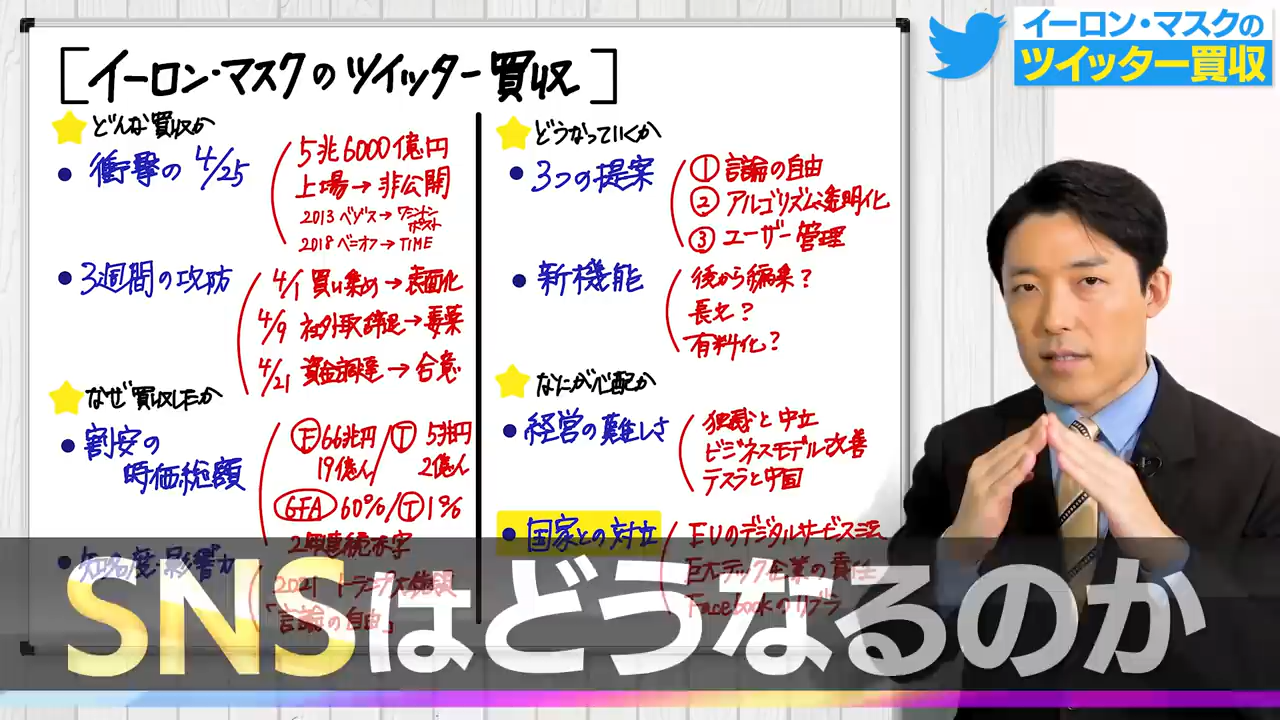 イーロン・マスクの
ツイッター買収
[イーロン・マスクのツイッター買収]
どんな買収か
・衝撃の 4/25
5兆6000億円
上場→非公開
2013 ベゾス→ワシントンポスト
2018 ベニオフ→TIME
・3週間の攻防
4/1 買い集め→表面化
4/9 社外取辞退→要塞
4/21 資金調達→合意
なぜ買収したか
・割安の
時価総額
Ⓕ66兆円/Ⓣ5兆円
19億人 2億人
GFA 60%/Ⓣ1%
2年連続赤字
・知名度・影響力
2021 トランプ大統領
「言論の自由」
どうなっていくか
・3つの提案
①言論の自由
②アルゴリズム透明化
③ユーザー管理
・新機能
後から編集?
長文?
有料化?
なにが心配か
・経営の難しさ
独裁と中立
ビジネスモデル改善
テスラと中国
・国家との対立
EUのデジタルサービス法
巨大テック企業の責任
Facebookのリブラ
SNSはどうなるのか